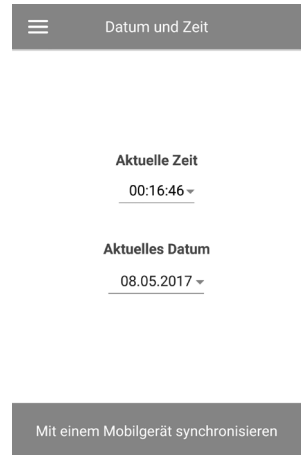 Datum und Zeit
Aktuelle Zeit
00:16:46
Aktuelles Datum
08.05.2017
Mit einem Mobilgerät synchronisieren